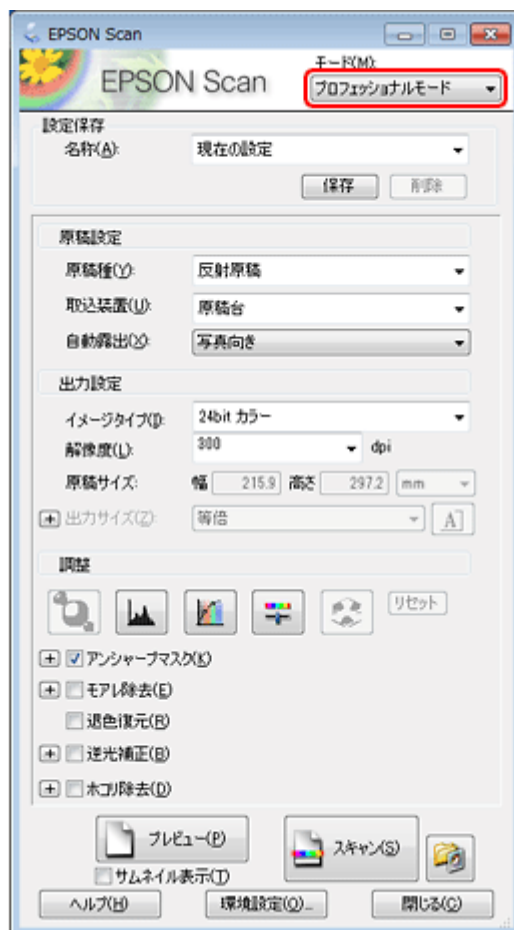 EPSON Scan
モード(M):
EPSON Scan
プロフェッショナルモード
設定保存
名称(A): 現在の設定
保存 削除
原稿設定
原稿種(Y): 反射原稿
取込装置(U): 原稿台
自動露出(X): 写真向き
出力設定
イメージタイプ(I): 24bit カラー
解像度(L): 300 dpi
原稿サイズ: 幅 215.9 高さ 297.2 mm
出力サイズ(Z): 等倍 A
調整
リセット
アンシャープマスク(K)
モアレ除去(E)
退色復元(R)
逆光補正(B)
ホコリ除去(D)
プレビュー(P) スキャン(S)
サムネイル表示(T)
ヘルプ(H) 環境設定(O)... 閉じる(C)